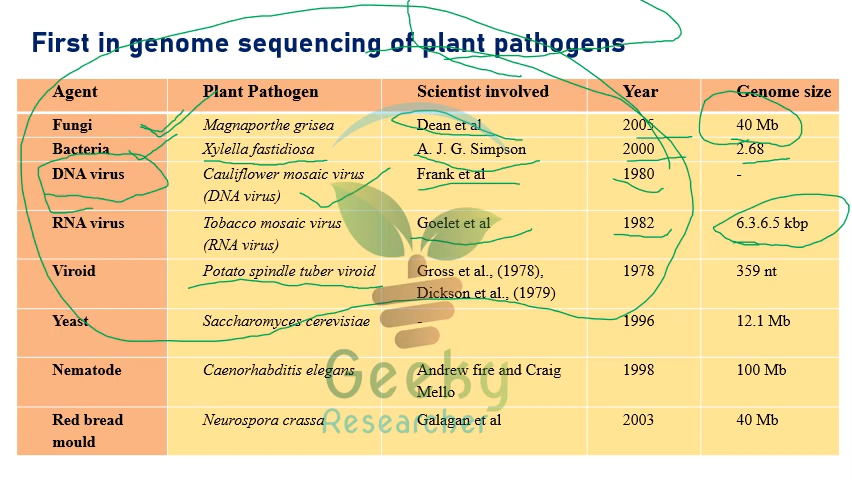 First in genome sequencing of plant pathogens
Agent Plant Pathogen Scientist involved Year Genome size
Fungi Magnaporthe grisea Dean et al 2005 40 Mb
Bacteria Xylella fastidiosa A. J. G. Simpson 2000 2.68
DNA virus Cauliflower mosaic virus Frank et al 1980 -
(DNA virus)
RNA virus Tobacco mosaic virus Goelet et al 1982 6.3.6.5 kbp
(RNA virus)
Viroid Potato spindle tuber viroid Gross et al., (1978), 1978 359 nt
Dickson et al., (1979)
Yeast Saccharomyces cerevisiae - 1996 12.1 Mb
Nematode Caenorhabditis elegans Andrew fire and Craig 1998 100 Mb
Mello
Geeky
Red bread Neurospora crassa Galagan et al 2003 40 Mb
mould
Researcher